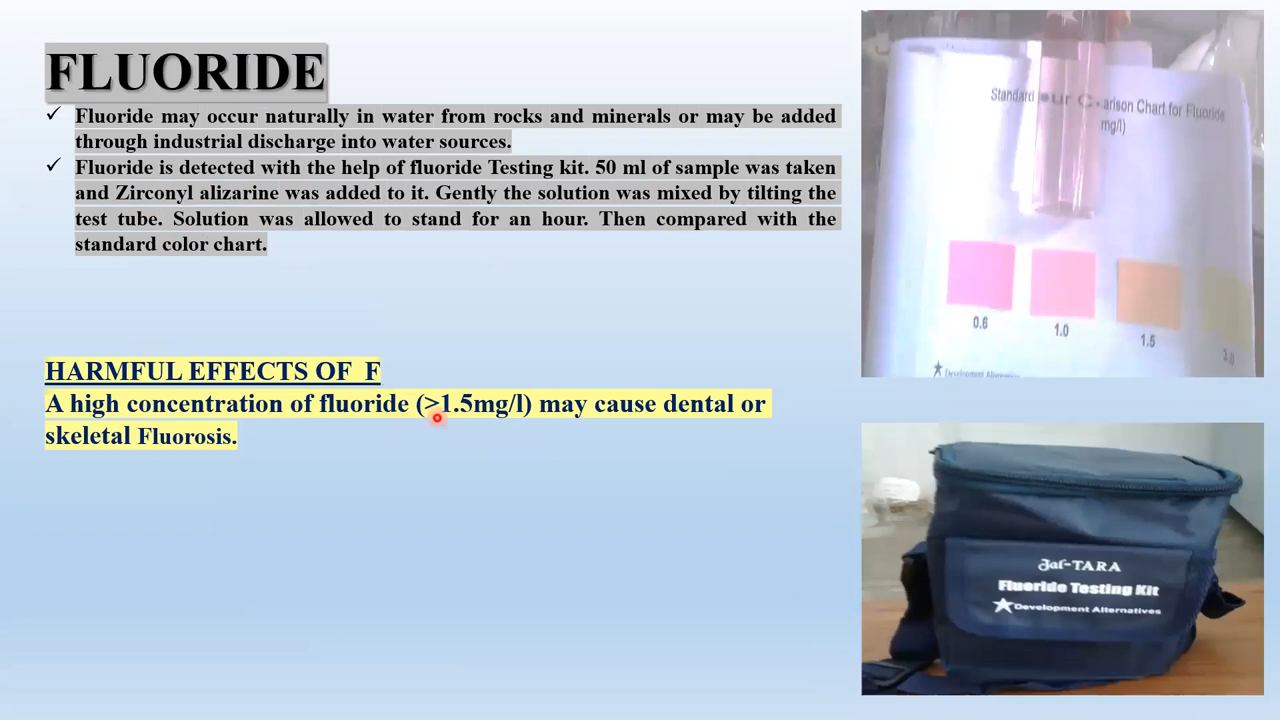 FLUORIDE
✓ Fluoride may occur naturally in water from rocks and minerals or may be added
through industrial discharge into water sources.
✓ Fluoride is detected with the help of fluoride Testing kit. 50 ml of sample was taken
and Zirconyl alizarine was added to it. Gently the solution was mixed by tilting the
test tube. Solution was allowed to stand for an hour. Then compared with the
standard color chart.
HARMFUL EFFECTS OF F
A high concentration of fluoride (>1.5mg/l) may cause dental or
skeletal Fluorosis.
Standard arison Chart for Fluoride
mg/l)
0.6
1.0
1.5
3.0
Development Alternatives
Jal-TARA
Fluoride Testing Kit
Development Alternatives